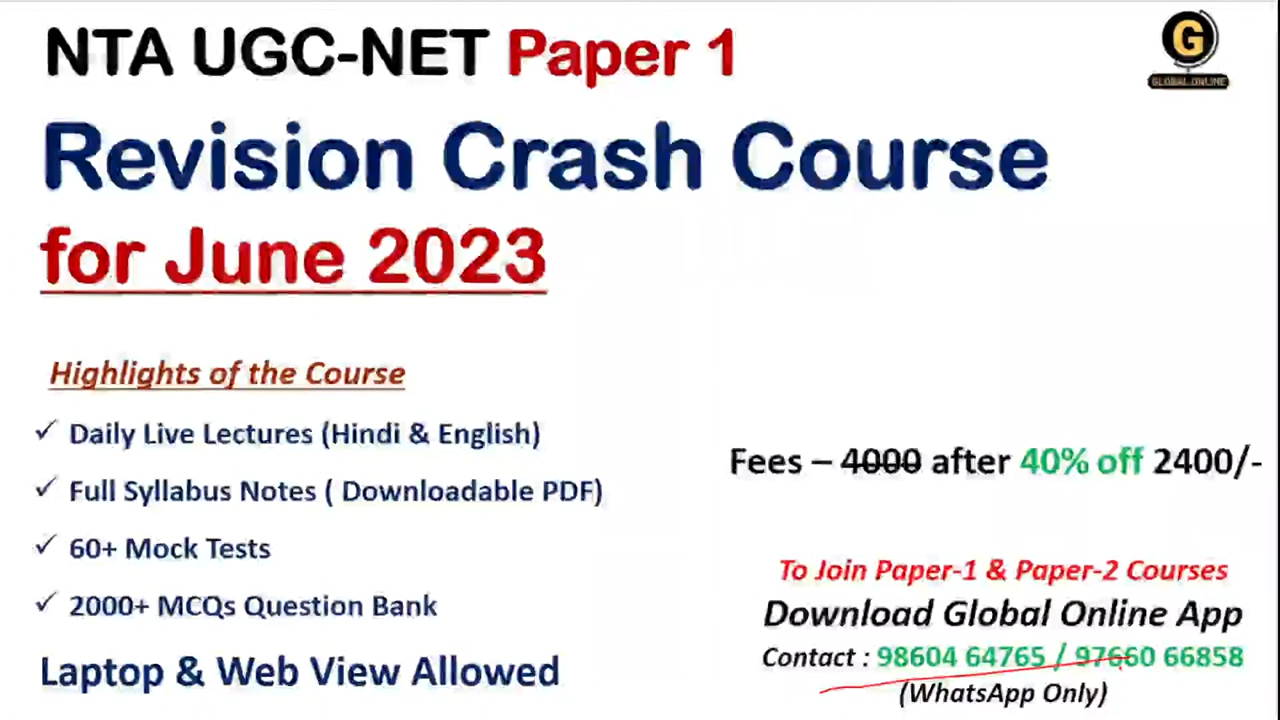 NTA UGC-NET Paper 1
GLOBAL ONLINE
Revision Crash Course
for June 2023
Highlights of the Course
✓ Daily Live Lectures (Hindi & English)
✓ Full Syllabus Notes ( Downloadable PDF)
✓ 60+ Mock Tests
✓ 2000+ MCQs Question Bank
Laptop & Web View Allowed
Fees – 4000 after 40% off 2400/-
To Join Paper-1 & Paper-2 Courses
Download Global Online App
Contact : 98604 64765 / 97660 66858
(WhatsApp Only)